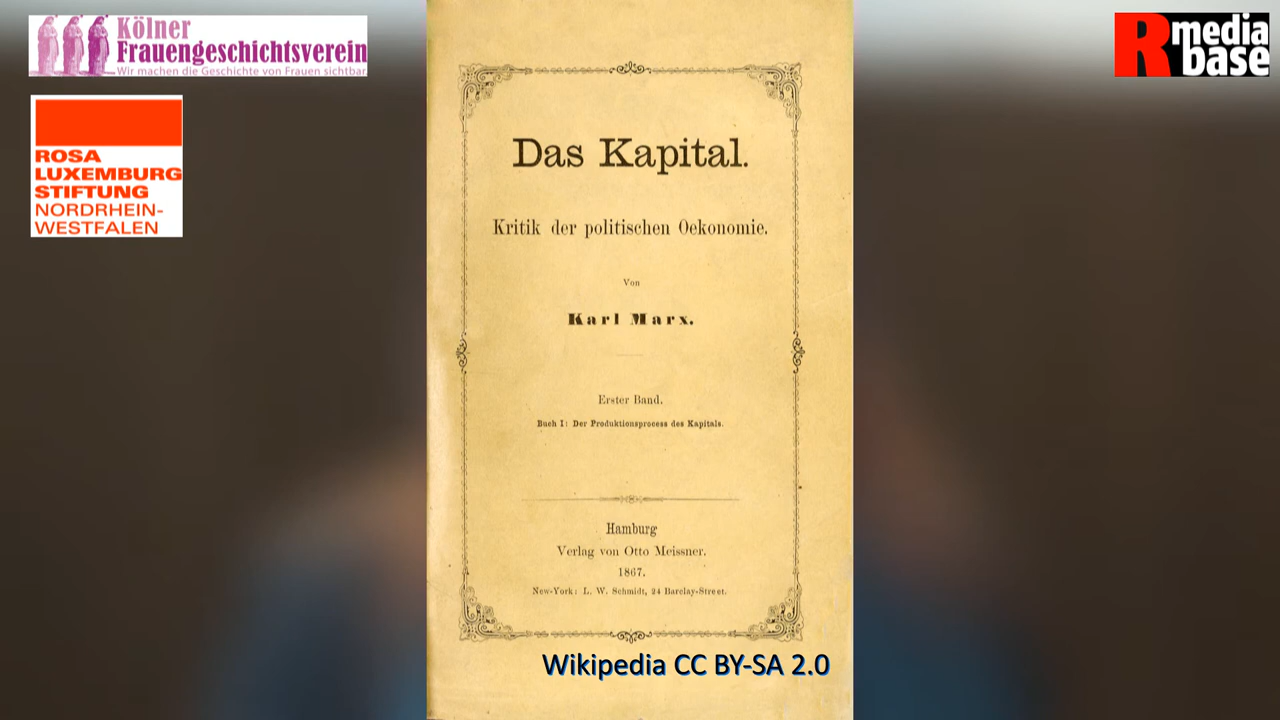 Kölner
Frauengeschichtsverein
Wir machen die Geschichte von Frauen sichtbar
ROSA
LUXEMBURG
STIFTUNG
NORDRHEIN-
WESTFALEN
R media
base
Das Kapital.
Kritik der politischen Oekonomie.
Von
Karl Marx.
Erster Band.
Buch I: Der Produktionsprocess des Kapitals.
Hamburg
Verlag von Otto Meissner.
1867.
New-York: L. W. Schmidt, 24 Barclay-Street.
Wikipedia CC BY-SA 2.0